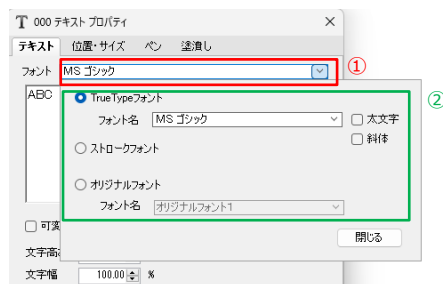 T 000 テキスト プロパティ
テキスト 位置・サイズ ペン 塗潰し
フォント MS ゴシック ①
ABC
TrueTypeフォント ②
フォント名 MS ゴシック 太文字
斜体
ストロークフォント
オリジナルフォント
フォント名 オリジナルフォント1
閉じる
可変
文字高
文字幅 100.00 %